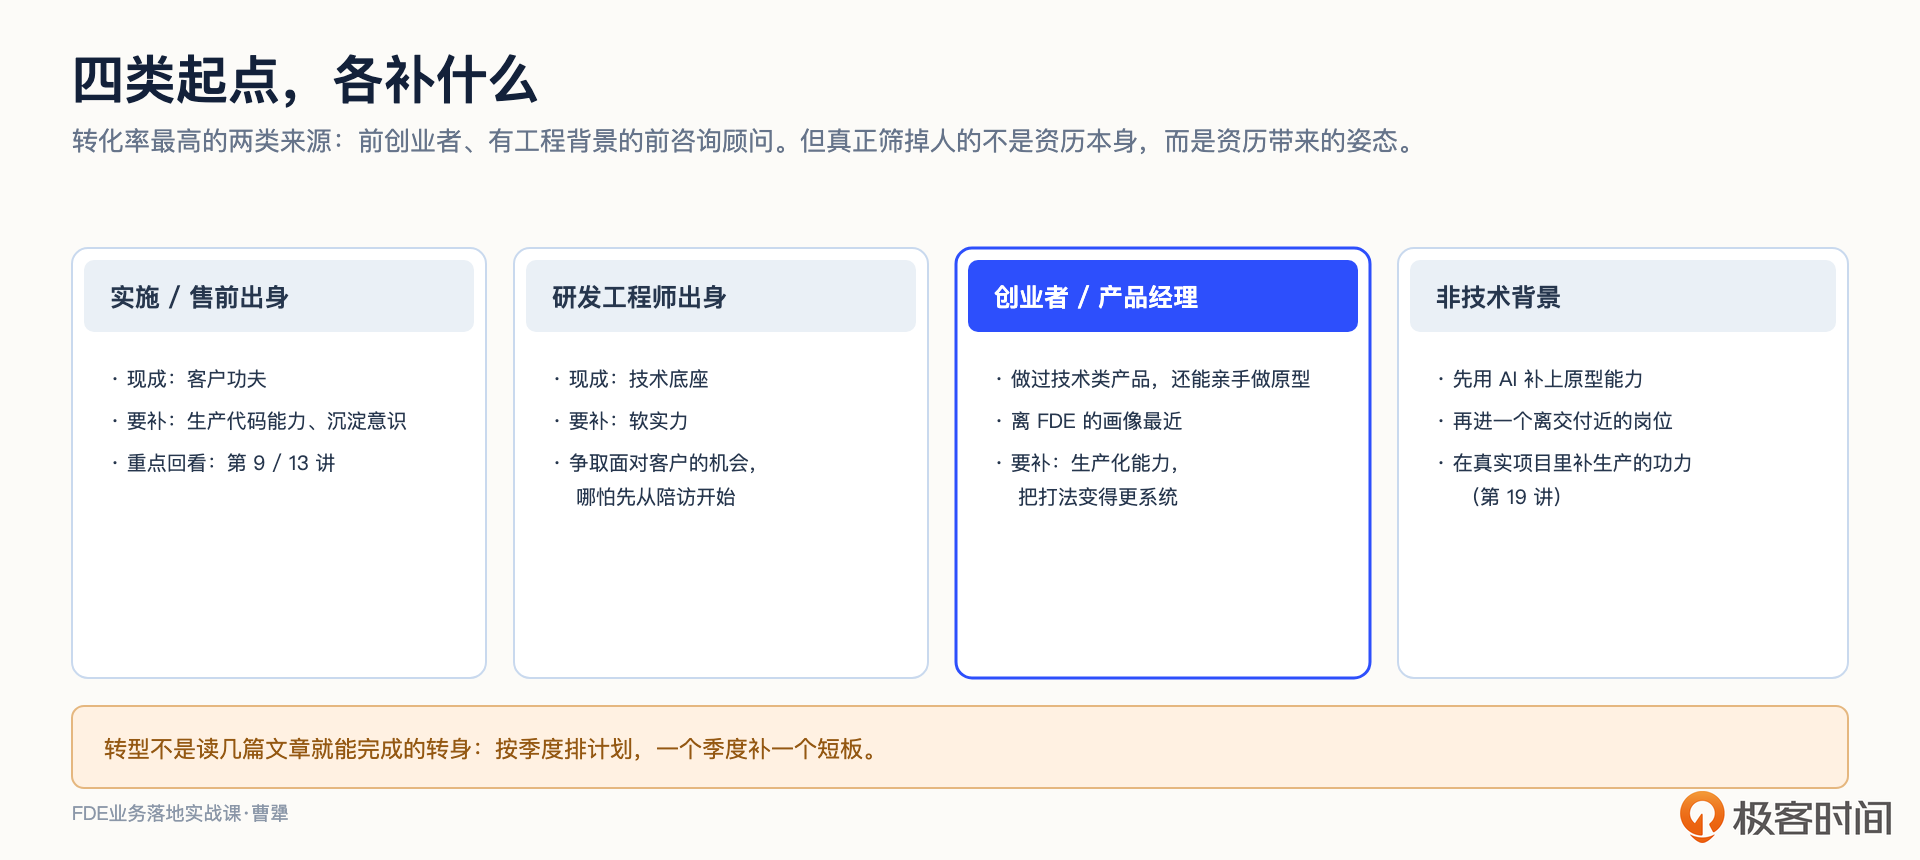 四类起点，各补什么
转化率最高的两类来源：前创业者、有工程背景的前咨询顾问。但真正筛掉人的不是资历本身，而是资历带来的姿态。
实施 / 售前出身
· 现成：客户功夫
· 要补：生产代码能力、沉淀意识
· 重点回看：第 9 / 13 讲
研发工程师出身
· 现成：技术底座
· 要补：软实力
· 争取面对客户的机会，
哪怕先从陪访开始
创业者 / 产品经理
· 做过技术类产品，还能亲手做原型
· 离 FDE 的画像最近
· 要补：生产化能力，
把打法变得更系统
非技术背景
· 先用 AI 补上原型能力
· 再进一个离交付近的岗位
· 在真实项目里补生产的功力
（第 19 讲）
转型不是读几篇文章就能完成的转身：按季度排计划，一个季度补一个短板。
FDE业务落地实战课·曹犟
极客时间